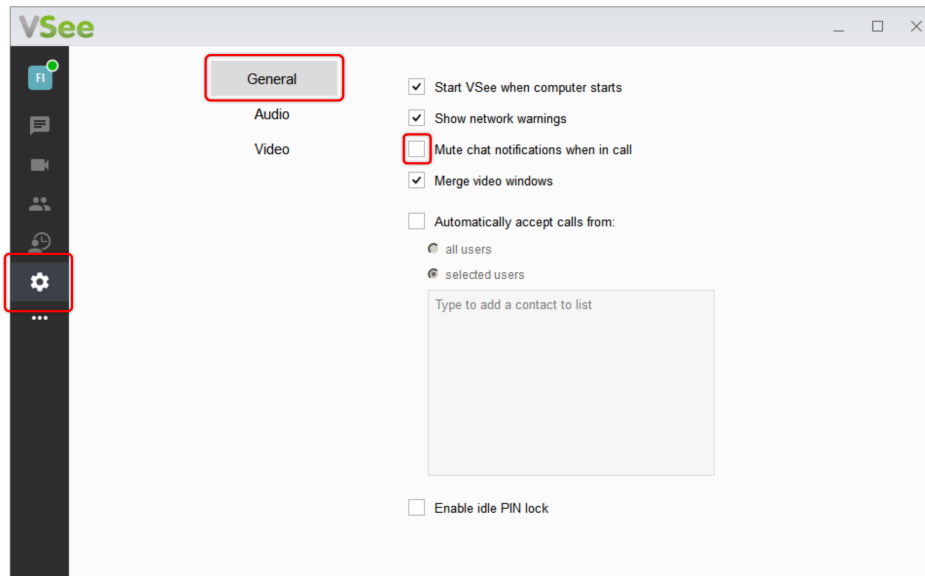 VSee
FI
General
Audio
Video
Start VSee when computer starts
Show network warnings
Mute chat notifications when in call
Merge video windows
Automatically accept calls from:
all users
selected users
Type to add a contact to list
Enable idle PIN lock